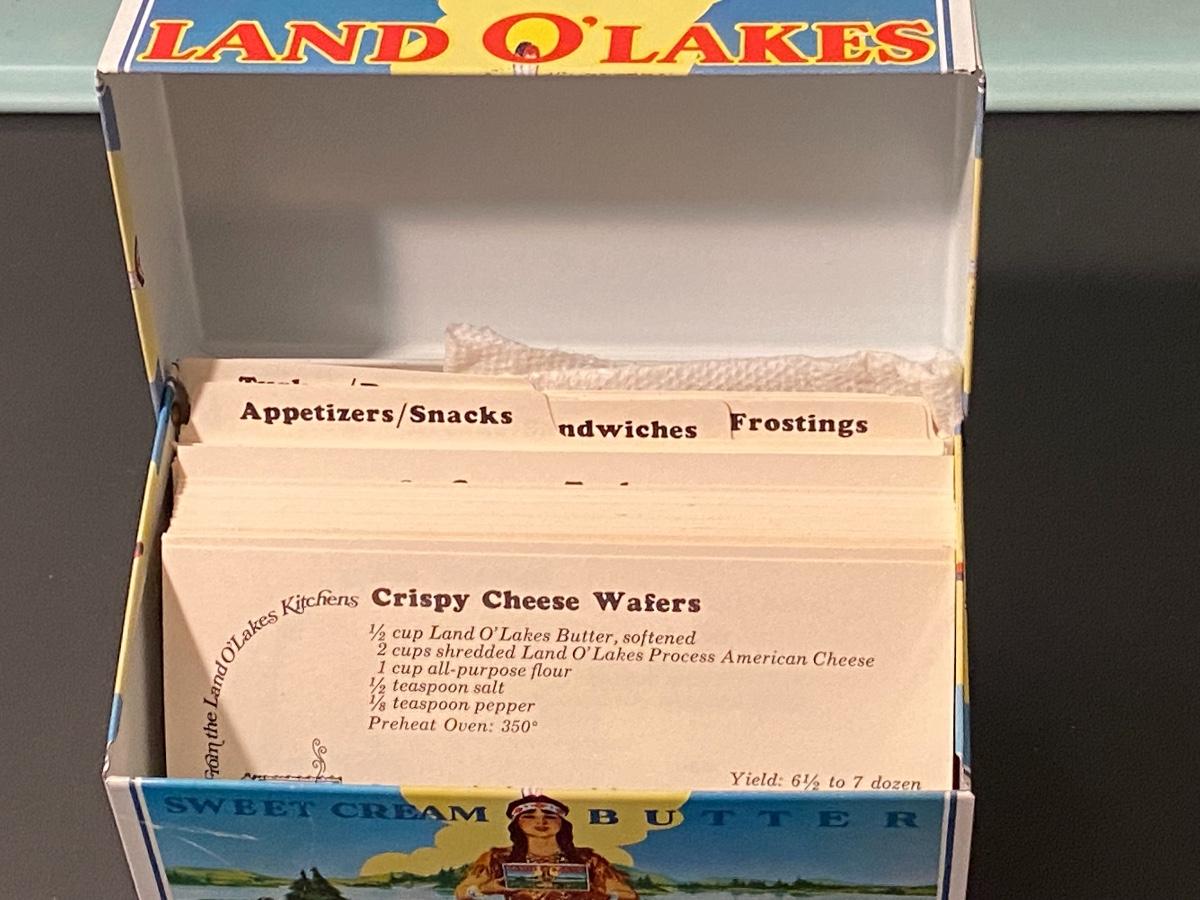 LAND O'LAKES
Appetizers/Snacks
ndwiches
Frostings
From the Land O'Lakes Kitchens
Crispy Cheese Wafers
½ cup Land O'Lakes Butter, softened
2 cups shredded Land O'Lakes Process American Cheese
1 cup all-purpose flour
½ teaspoon salt
⅛ teaspoon pepper
Preheat Oven: 350°
Yield: 6½ to 7 dozen
SWEET CREAM BUTTER